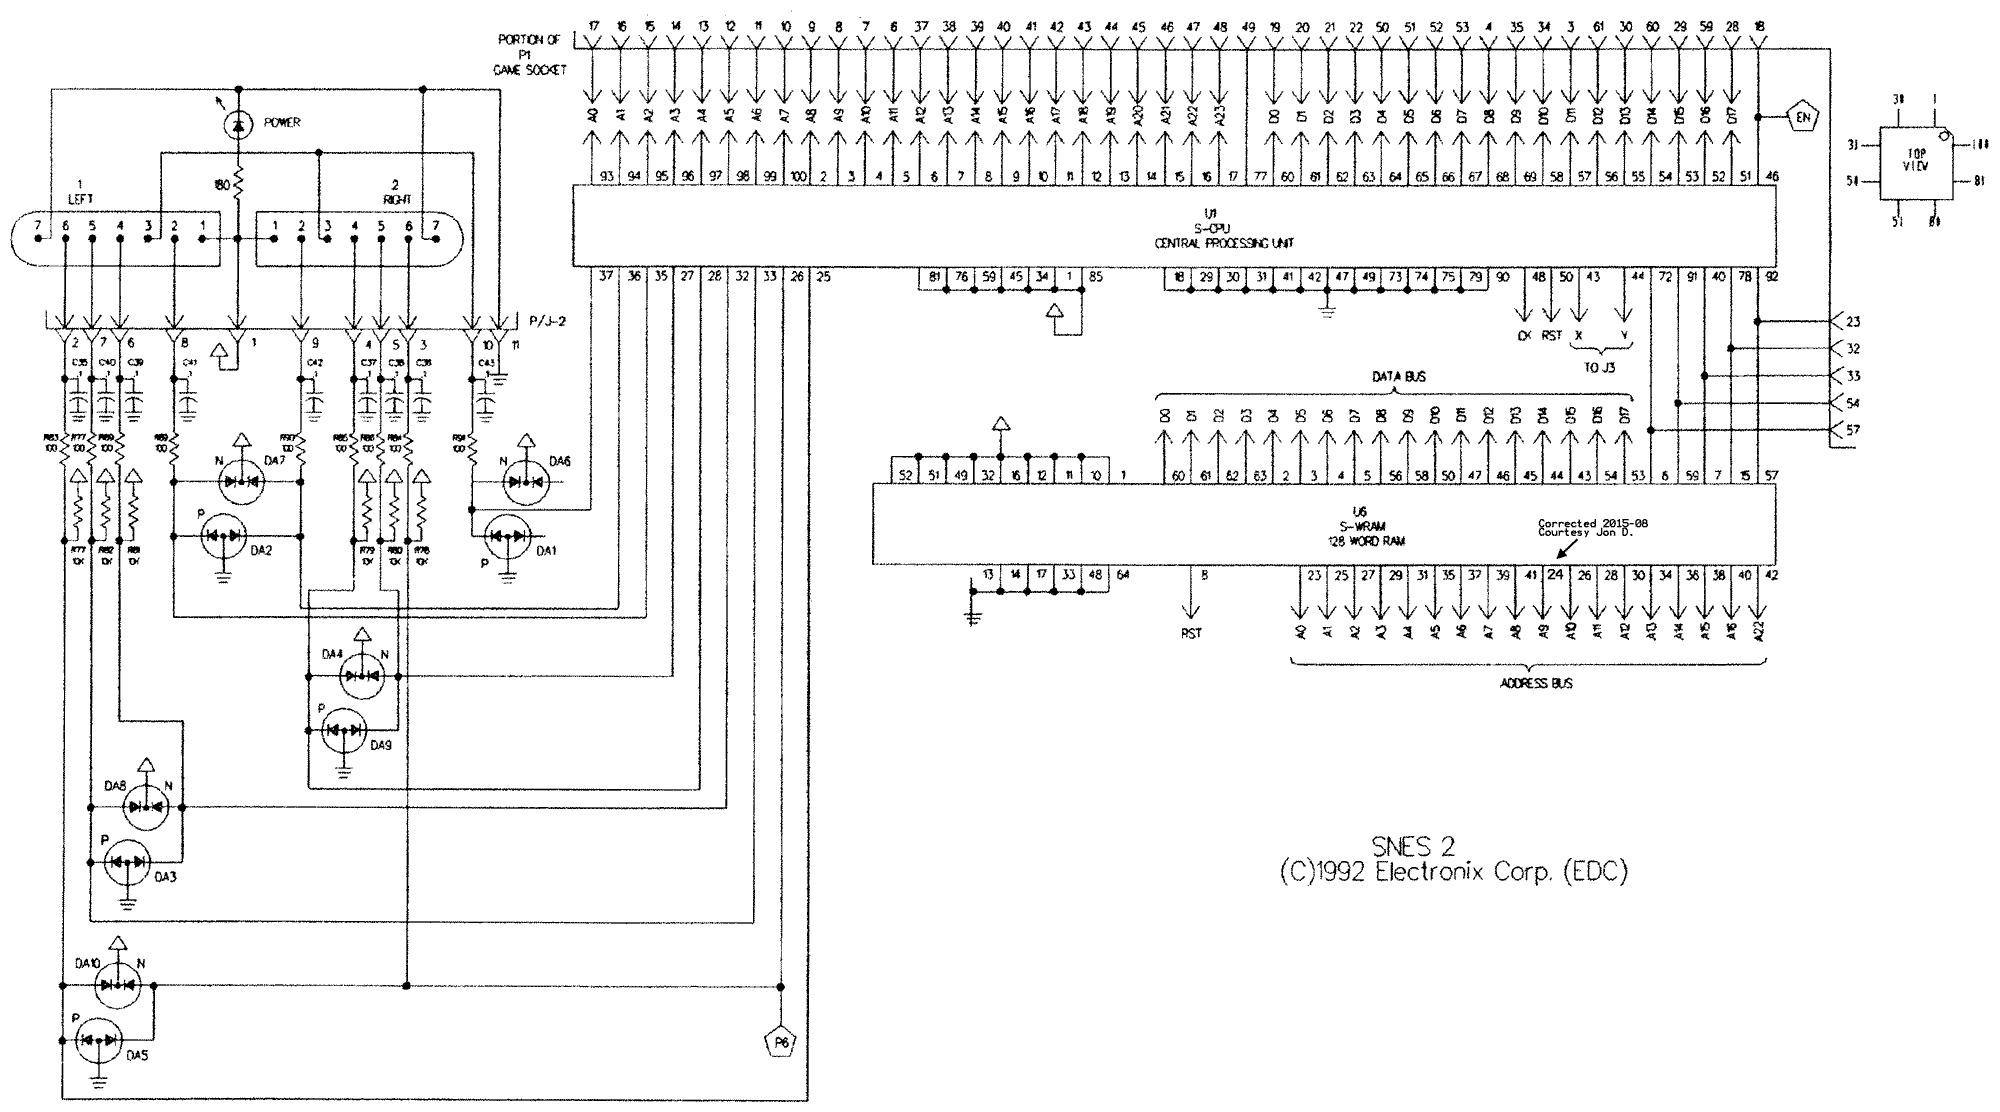 17 16 15 14 13 12 11 10 9 8 7 6 37 38 39 40 41 42 43 44 45 46 47 48 49 19 20 21 22 50 51 52 53 4 35 34 3 61 30 60 29 59 28 18
PORTION OF
P1
GAME SOCKET
A0 A1 A2 A3 A4 A5 A6 A7 A8 A9 A10 A11 A12 A13 A14 A15 A16 A17 A18 A19 A20 A21 A22 A23 D0 D1 D2 D3 D4 D5 D6 D7 D8 D9 D10 D11 D12 D13 D14 D15 D16 D17
EN
POWER
180
93 94 95 96 97 98 99 100 2 3 4 5 6 7 8 9 10 11 12 13 14 15 16 17 77 60 61 62 63 64 65 66 67 68 69 58 57 56 55 54 53 52 51 46
U1
S-CPU
CENTRAL PROCESSING UNIT
30 1
31 100
TOP
VIEW
50 81
51 80
1
LEFT
2
RIGHT
7 6 5 4 3 2 1
1 2 3 4 5 6 7
37 36 35 27 28 32 33 26 25 81 76 59 45 34 1 85 18 29 30 31 41 42 47 49 73 74 75 79 90 48 50 43 44 72 91 40 78 92
CK RST X Y
TO J3
23
32
33
54
57
P/J-2
2 7 6 8 1 9 4 5 3 10 11
C35 C40 C39 C41 C42 C37 C38 C36 C43
.1 .1 .1 .1 .1 .1 .1 .1 .1
R83 R77 R89 R89 R90 R85 R86 R84 R91
100 100 100 100 100 100 100 100 100
N DA7
N DA6
P DA2
P DA1
R77 R82 R81 R79 R80 R78
10K 10K 10K 10K 10K 10K
DATA BUS
D0 D1 D2 D3 D4 D5 D6 D7 D8 D9 D10 D11 D12 D13 D14 D15 D16 D17
52 51 49 32 16 12 11 10 1 60 61 62 63 2 3 4 5 56 58 50 47 46 45 44 43 54 53 6 59 7 15 57
U6
S-WRAM
128 WORD RAM
Corrected 2015-08
Courtesy Jon D.
13 14 17 33 48 64 8 23 25 27 29 31 35 37 39 41 24 26 28 30 34 36 38 40 42
RST
A0 A1 A2 A3 A4 A5 A6 A7 A8 A9 A10 A11 A12 A13 A14 A15 A16 A22
ADDRESS BUS
DA4 N
P DA9
DA8 N
P DA3
DA10 N
P DA5
P6
SNES 2
(C)1992 Electronix Corp. (EDC)